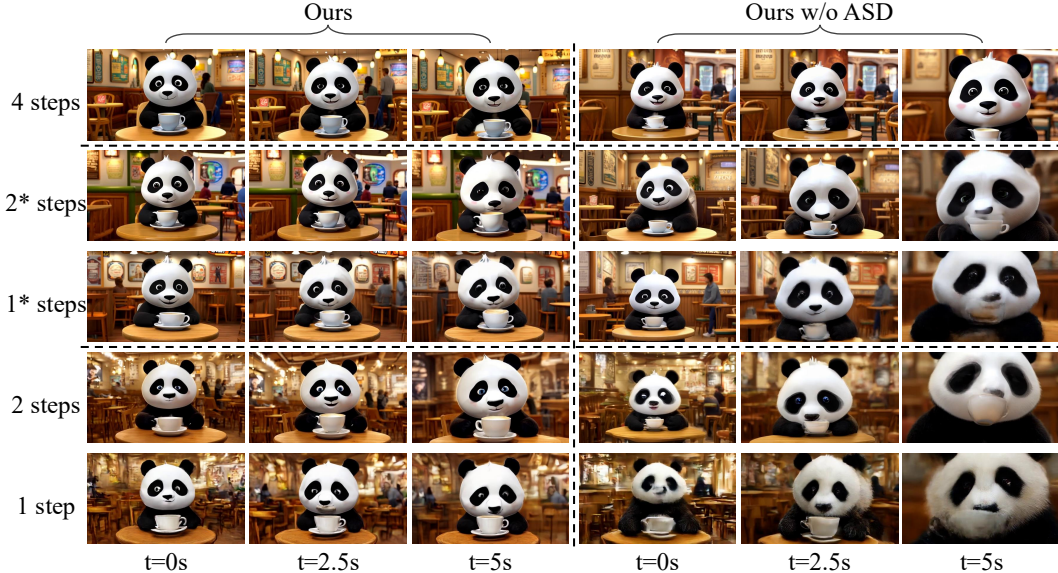 Ours
Ours w/o ASD
4 steps
2* steps
1* steps
2 steps
1 step
t=0s
t=2.5s
t=5s
t=0s
t=2.5s
t=5s